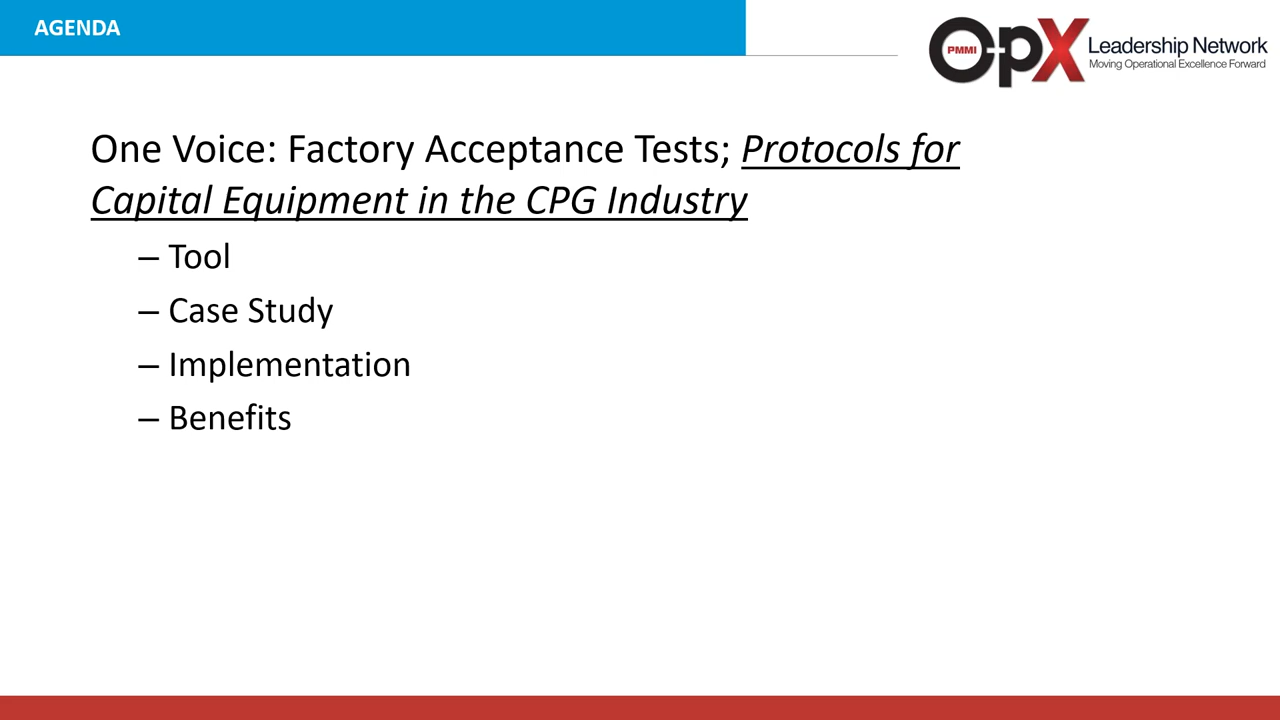 AGENDA
OpX
PMMI
Leadership Network
Moving Operational Excellence Forward
One Voice: Factory Acceptance Tests; Protocols for
Capital Equipment in the CPG Industry
– Tool
– Case Study
– Implementation
– Benefits